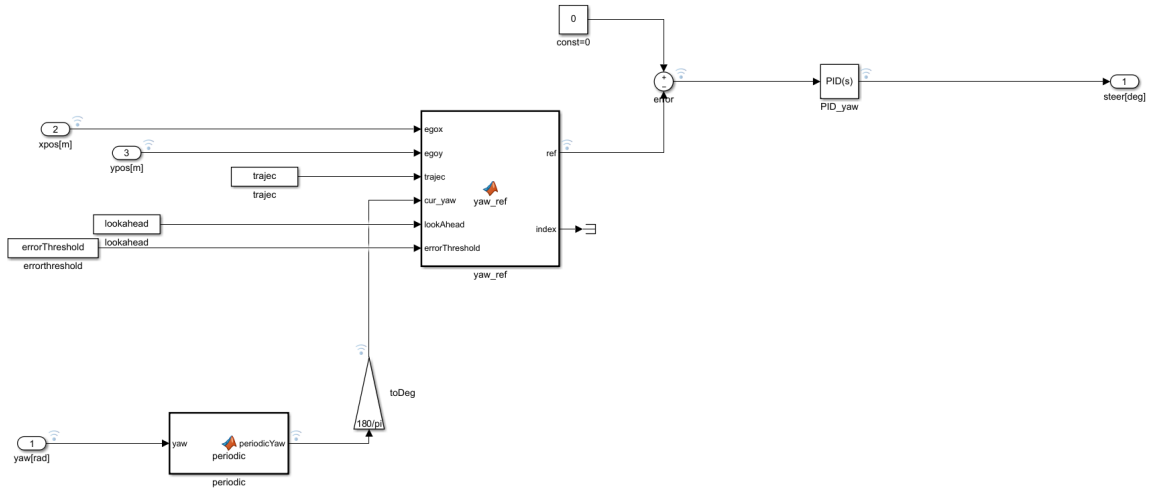 0
const=0
+
−
error
PID(s)
PID_yaw
1
steer[deg]
2
xpos[m]
3
ypos[m]
trajec
trajec
lookahead
lookahead
errorThreshold
errorthreshold
egox
egoy
trajec
cur_yaw
lookAhead
errorThreshold
yaw_ref
ref
index
yaw_ref
toDeg
180/pi
1
yaw[rad]
yaw
periodic
periodicYaw
periodic